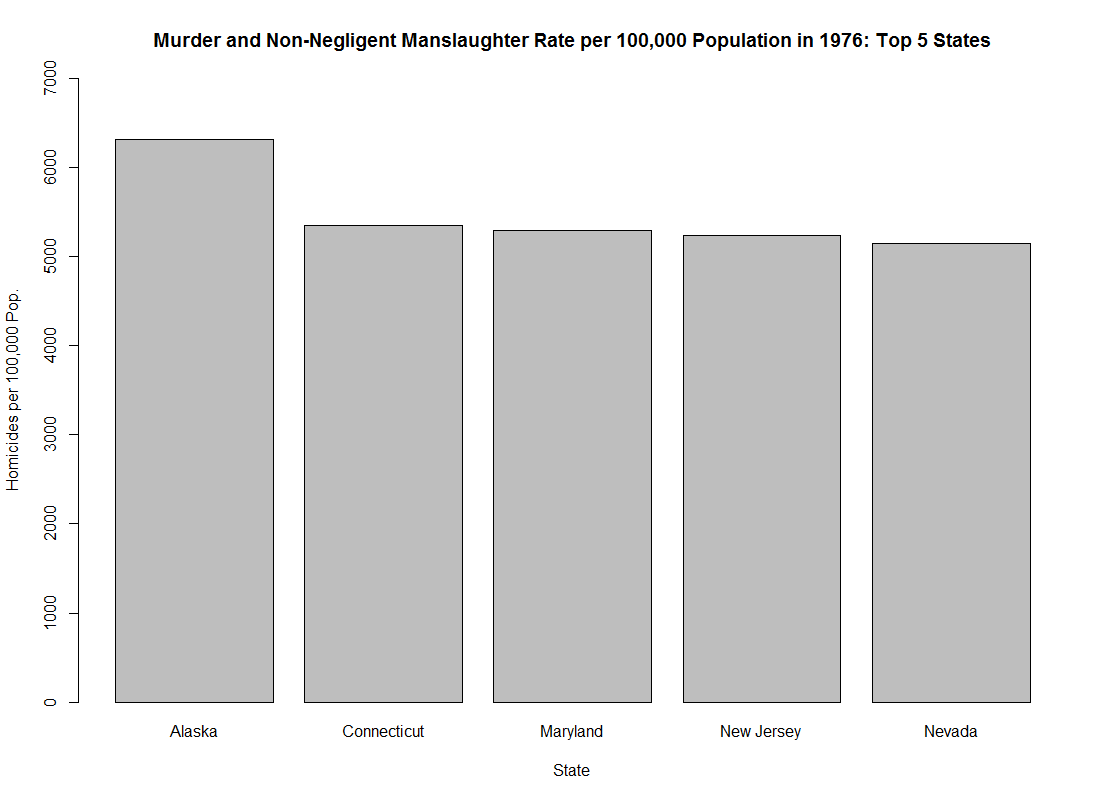 Murder and Non-Negligent Manslaughter Rate per 100,000 Population in 1976: Top 5 States
Homicides per 100,000 Pop.
7000
6000
5000
4000
3000
2000
1000
0
Alaska Connecticut Maryland New Jersey Nevada
State